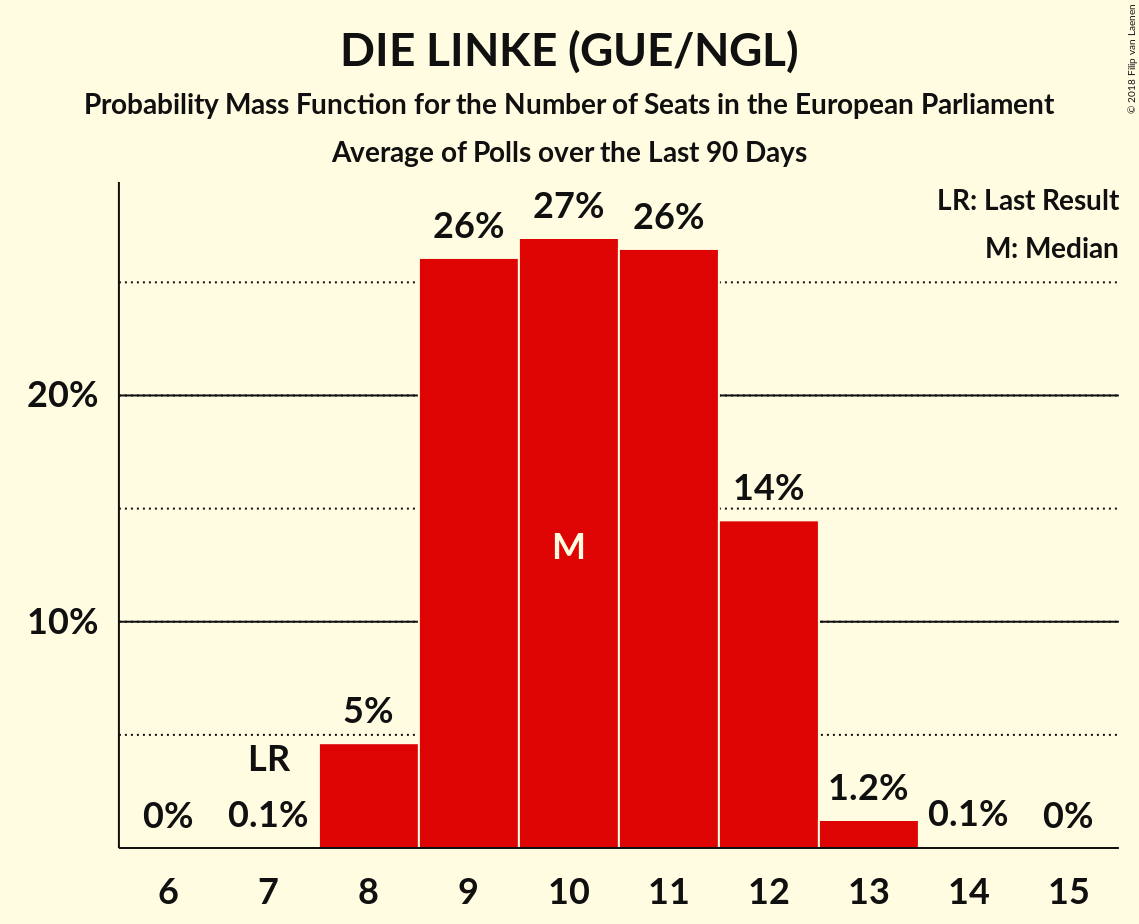 DIE LINKE (GUE/NGL)
Probability Mass Function for the Number of Seats in the European Parliament
Average of Polls over the Last 90 Days
© 2018 Filip van Laenen
LR: Last Result
M: Median
26%
27%
26%
20%
14%
M
10%
5%
LR
1.2%
0%
0.1%
0.1%
0%
6 7 8 9 10 11 12 13 14 15